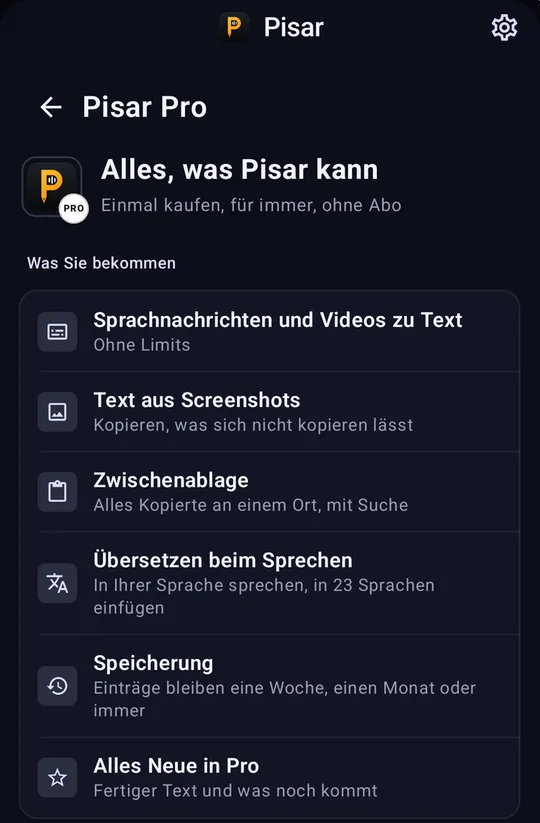 Pisar
Pisar Pro
Alles, was Pisar kann
PRO
Einmal kaufen, für immer, ohne Abo
Was Sie bekommen
Sprachnachrichten und Videos zu Text
Ohne Limits
Text aus Screenshots
Kopieren, was sich nicht kopieren lässt
Zwischenablage
Alles Kopierte an einem Ort, mit Suche
Übersetzen beim Sprechen
In Ihrer Sprache sprechen, in 23 Sprachen
einfügen
Speicherung
Einträge bleiben eine Woche, einen Monat oder
immer
Alles Neue in Pro
Fertiger Text und was noch kommt